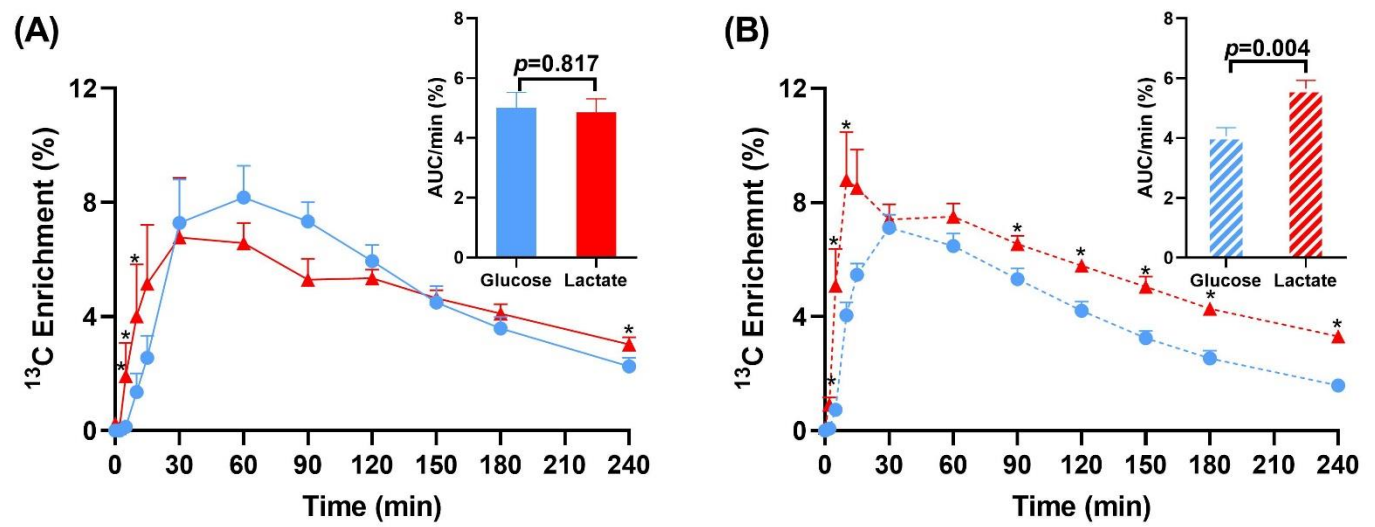 (A)
13C Enrichment (%)
12
8
4
0
0 30 60 90 120 150 180 210 240
Time (min)
* * * *
AUC/min (%)
8
6
4
2
0
p=0.817
Glucose Lactate
(B)
13C Enrichemnt (%)
12
8
4
0
0 30 60 90 120 150 180 210 240
Time (min)
* * * * * * * *
AUC/min (%)
8
6
4
2
0
p=0.004
Glucose Lactate